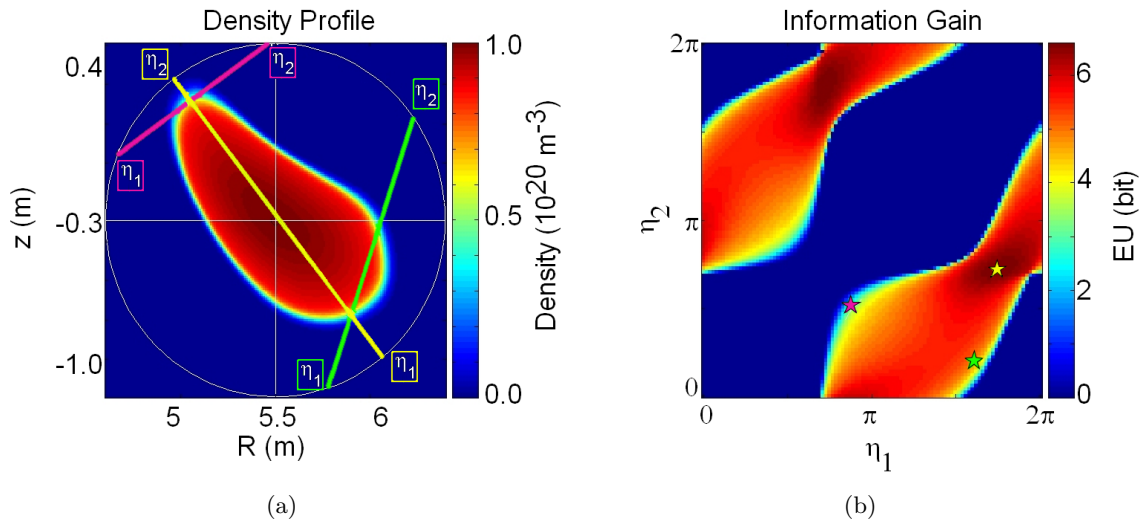 Density Profile
η2
η2
η2
η1
η1
η1
0.4
-0.3
-1.0
z (m)
5
5.5
6
R (m)
1.0
0.5
0.0
Density (10^20 m^-3)
(a)
Information Gain
2π
π
0
η2
0
π
2π
η1
6
4
2
0
EU (bit)
(b)